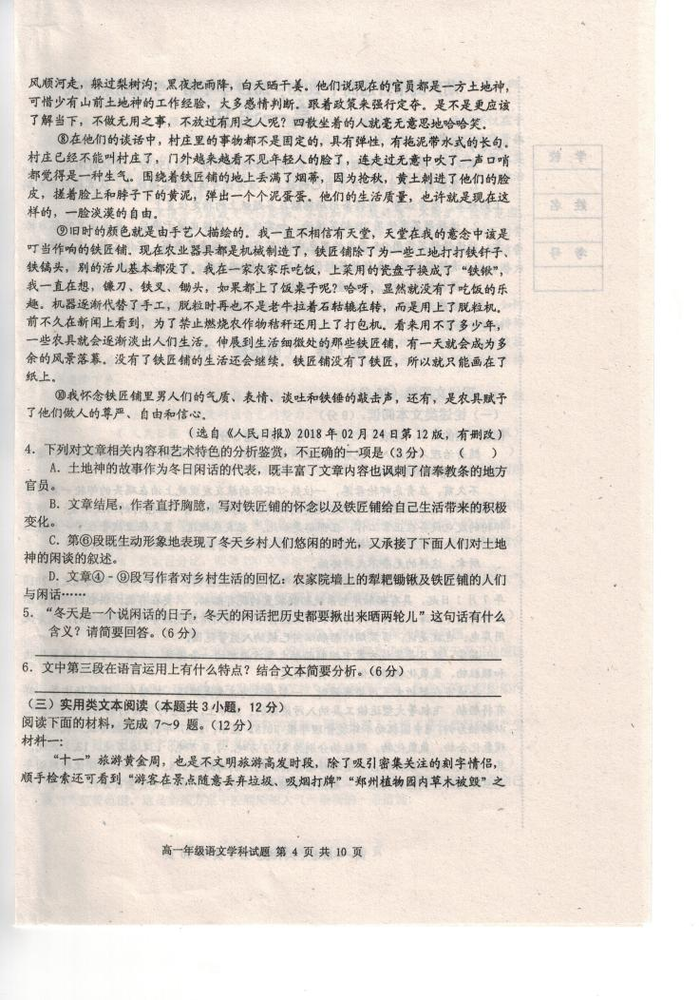 风顺河走，躲过梨树沟；黑夜把雨降，白天晒干姜。他们说现在的官员都是一方土地神，
可惜少有山前土地神的工作经验，大多感情判断。跟着政策来强行定夺。是不是更应该
了解当下，不做无用之事，不放过有用之人呢？四散坐着的人就毫无意思地哈哈笑。
⑧在他们的谈话中，村庄里的事物都不是固定的，具有弹性，有拖泥带水式的长句。
村庄已经不能叫村庄了，门外越来越看不见年轻人的脸了，连走过无意中吹了一声口哨
都觉得是一种生气。围绕着铁匠铺的地上丢满了烟蒂，因为抢秋，黄土刺进了他们的脸
皮，搓着脸上和脖子下的黄泥，弹出一个个泥蛋蛋。他们的生活质量，也许就是现在这
样的，一脸淡漠的自由。
⑨旧时的颜色就是由手艺人描绘的。我一直不相信有天堂，天堂在我的意念中该是
叮当作响的铁匠铺。现在农业器具都是机械制造了，铁匠铺除了为一些工地打打铁钎子、
铁镐头，别的活儿基本都没了。我在一家农家乐吃饭，上菜用的瓷盘子换成了“铁锨”，
我一直在想，镰刀、铁叉、锄头，如果都上了饭桌子呢？哈呀，显然就没有了吃饭的乐
趣。机器逐渐代替了手工，脱粒时再也不是老牛拉着石轱辘在转，而是用上了脱粒机。
前不久在新闻上看到，为了禁止燃烧农作物秸秆还用上了打包机。看来用不了多少年，
一些农具就会逐渐淡出人们生活。伸展到生活细微处的那些铁匠铺，有一天就会成为多
余的风景落幕。没有了铁匠铺的生活还会继续。铁匠铺没有了铁匠，所以就只能画在了
纸上。
⑩我怀念铁匠铺里男人们的气质、表情、谈吐和铁锤的敲击声，还有，是农具赋予
了他们做人的尊严、自由和信心。
（选自《人民日报》2018年02月24日第12版，有删改）
4．下列对文章相关内容和艺术特色的分析鉴赏，不正确的一项是（3分）（    ）
A．土地神的故事作为冬日闲话的代表，既丰富了文章内容也讽刺了信奉教条的地方
官员。
B．文章结尾，作者直抒胸臆，写对铁匠铺的怀念以及铁匠铺给自己生活带来的积极
变化。
C．第⑥段既生动形象地表现了冬天乡村人们悠闲的时光，又承接了下面人们对土地
神的闲谈的叙述。
D．文章④－⑨段写作者对乡村生活的回忆：农家院墙上的犁耙锄锹及铁匠铺的人们
与闲话……
5．“冬天是一个说闲话的日子，冬天的闲话把历史都要揪出来晒两轮儿”这句话有什么
含义？请简要回答。（6分）
6．文中第三段在语言运用上有什么特点？结合文本简要分析。（6分）
（三）实用类文本阅读（本题共3小题，12分）
阅读下面的材料，完成 7～9 题。（12分）
材料一：
“十一”旅游黄金周，也是不文明旅游高发时段，除了吸引密集关注的刻字情侣，
顺手检索还可看到“游客在景点随意丢弃垃圾、吸烟打牌”“郑州植物园内草木被毁”之
高一年级语文学科试题 第 4 页 共 10 页